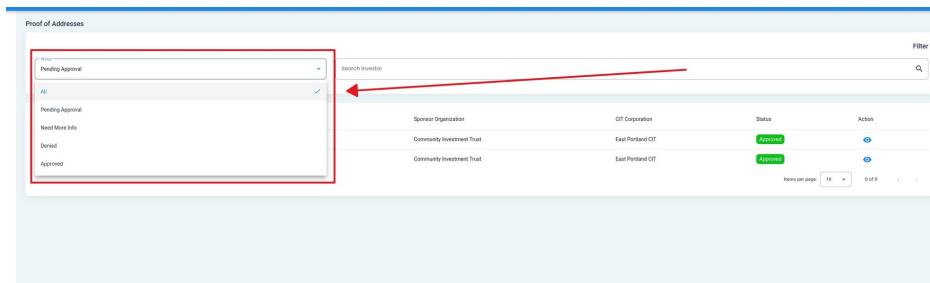 Proof of Addresses
Filter
Status
Pending Approval
Search Investor
All
Pending Approval
Need More Info
Denied
Approved
Sponsor Organization CIT Corporation Status Action
Community Investment Trust East Portland CIT Approved
Community Investment Trust East Portland CIT Approved
Items per page: 10 0 of 0